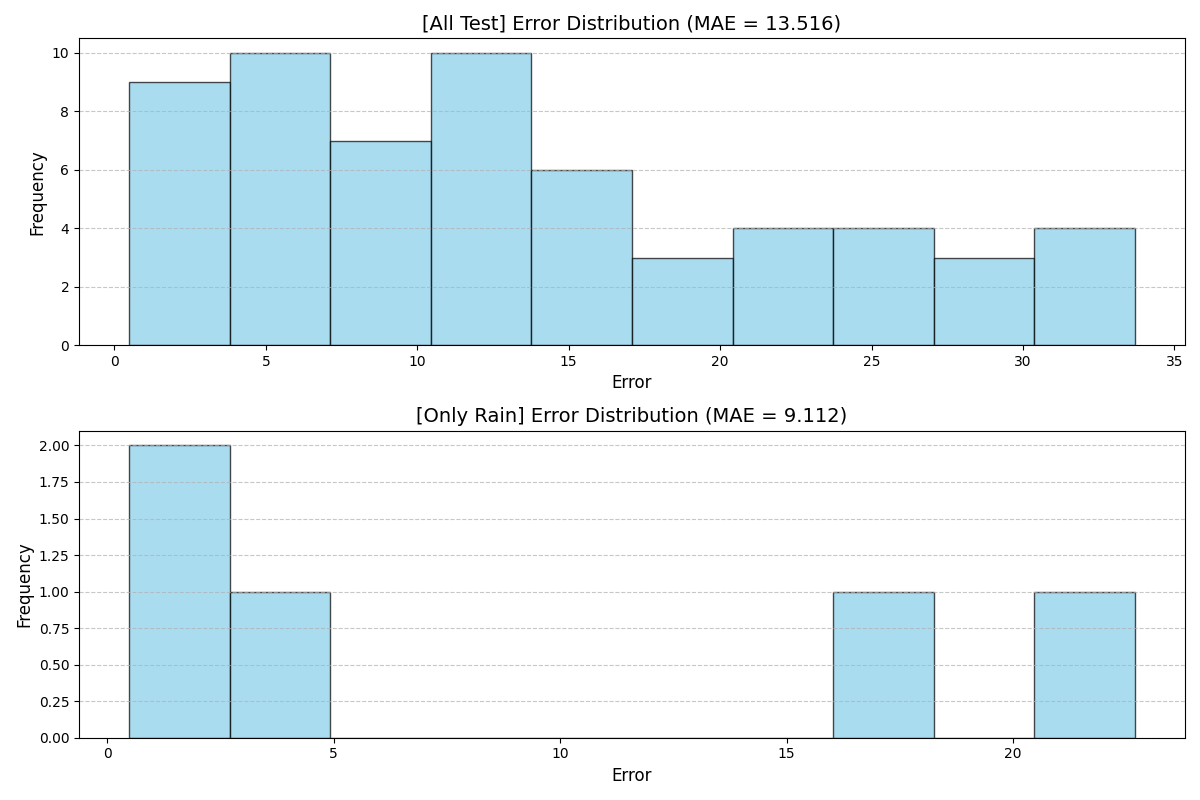 [All Test] Error Distribution (MAE = 13.516)
10
8
6
4
2
0
Frequency
0 5 10 15 20 25 30 35
Error
[Only Rain] Error Distribution (MAE = 9.112)
2.00
1.75
1.50
1.25
1.00
0.75
0.50
0.25
0.00
Frequency
0 5 10 15 20
Error